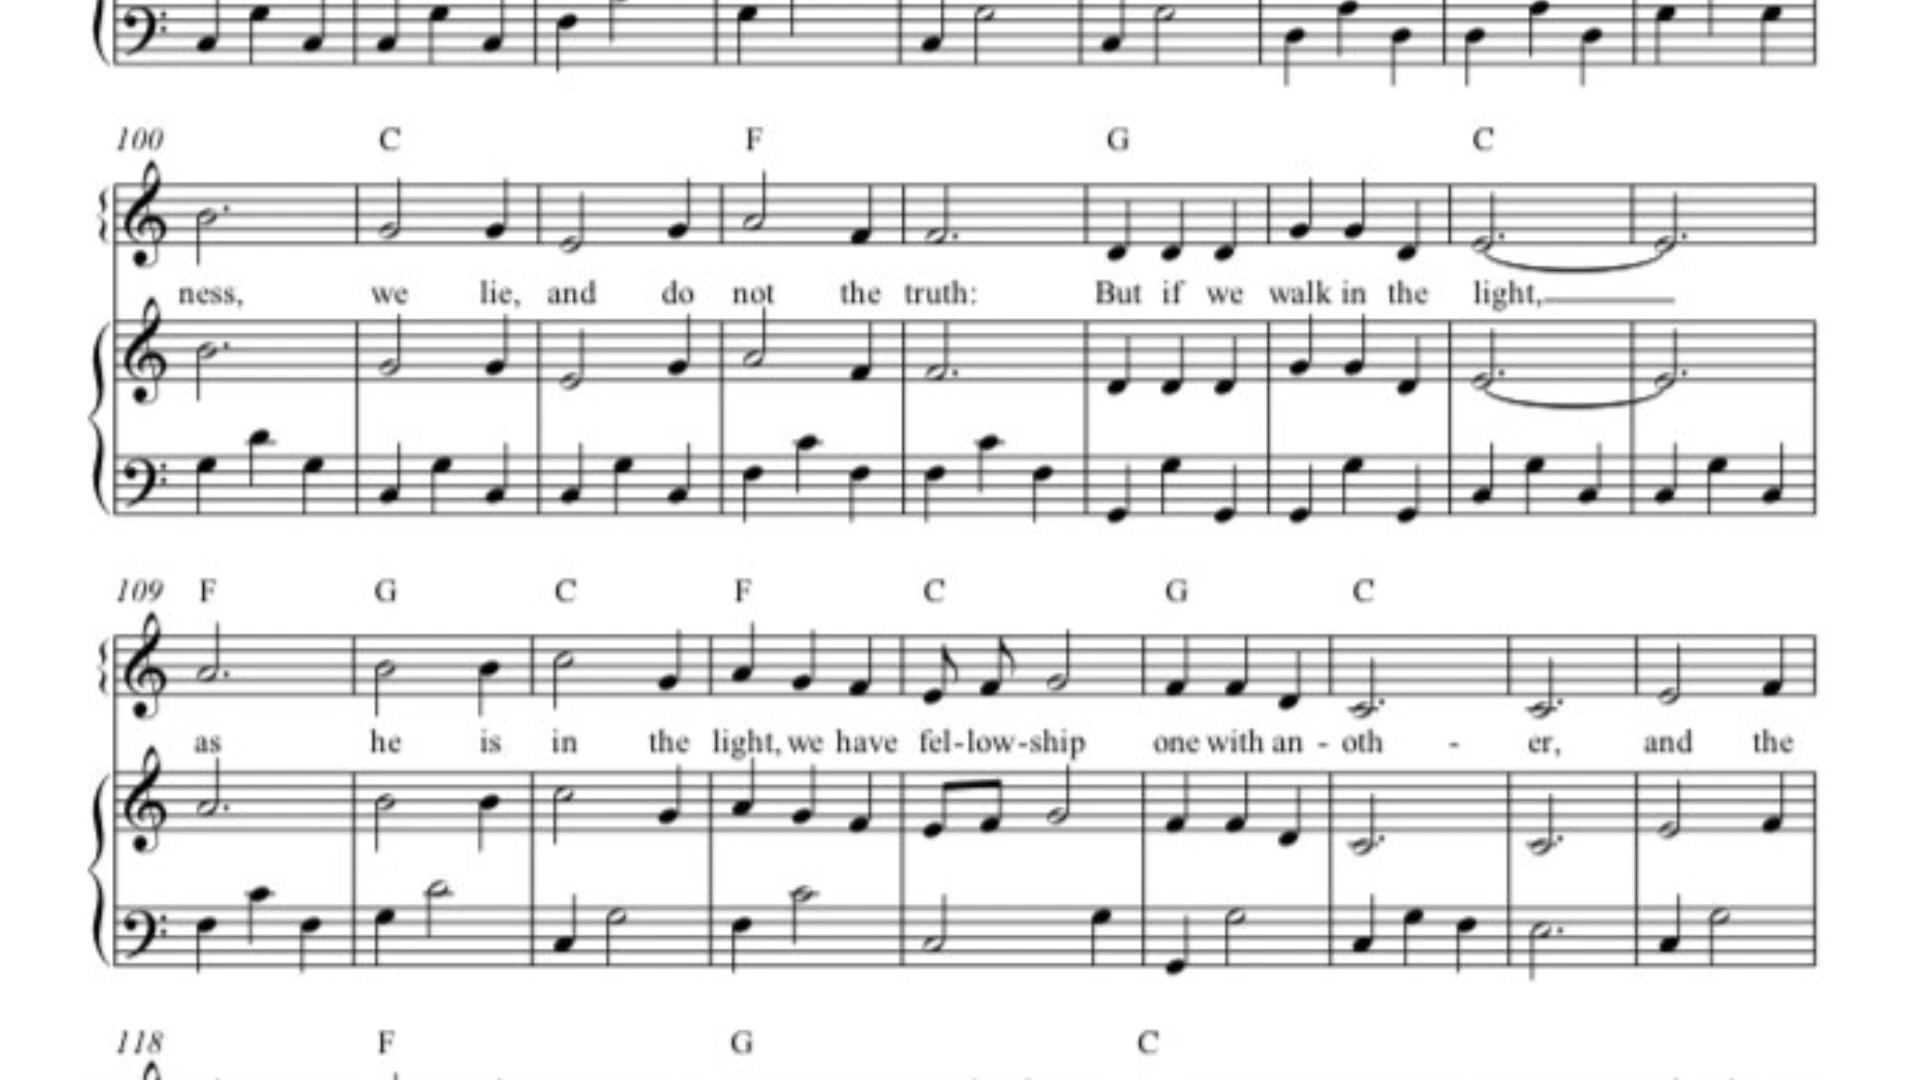 100 C F G C
ness, we lie, and do not the truth: But if we walk in the light,
109 F G C F C G C
as he is in the light, we have fel-low-ship one with an - oth - er, and the
118 F G C